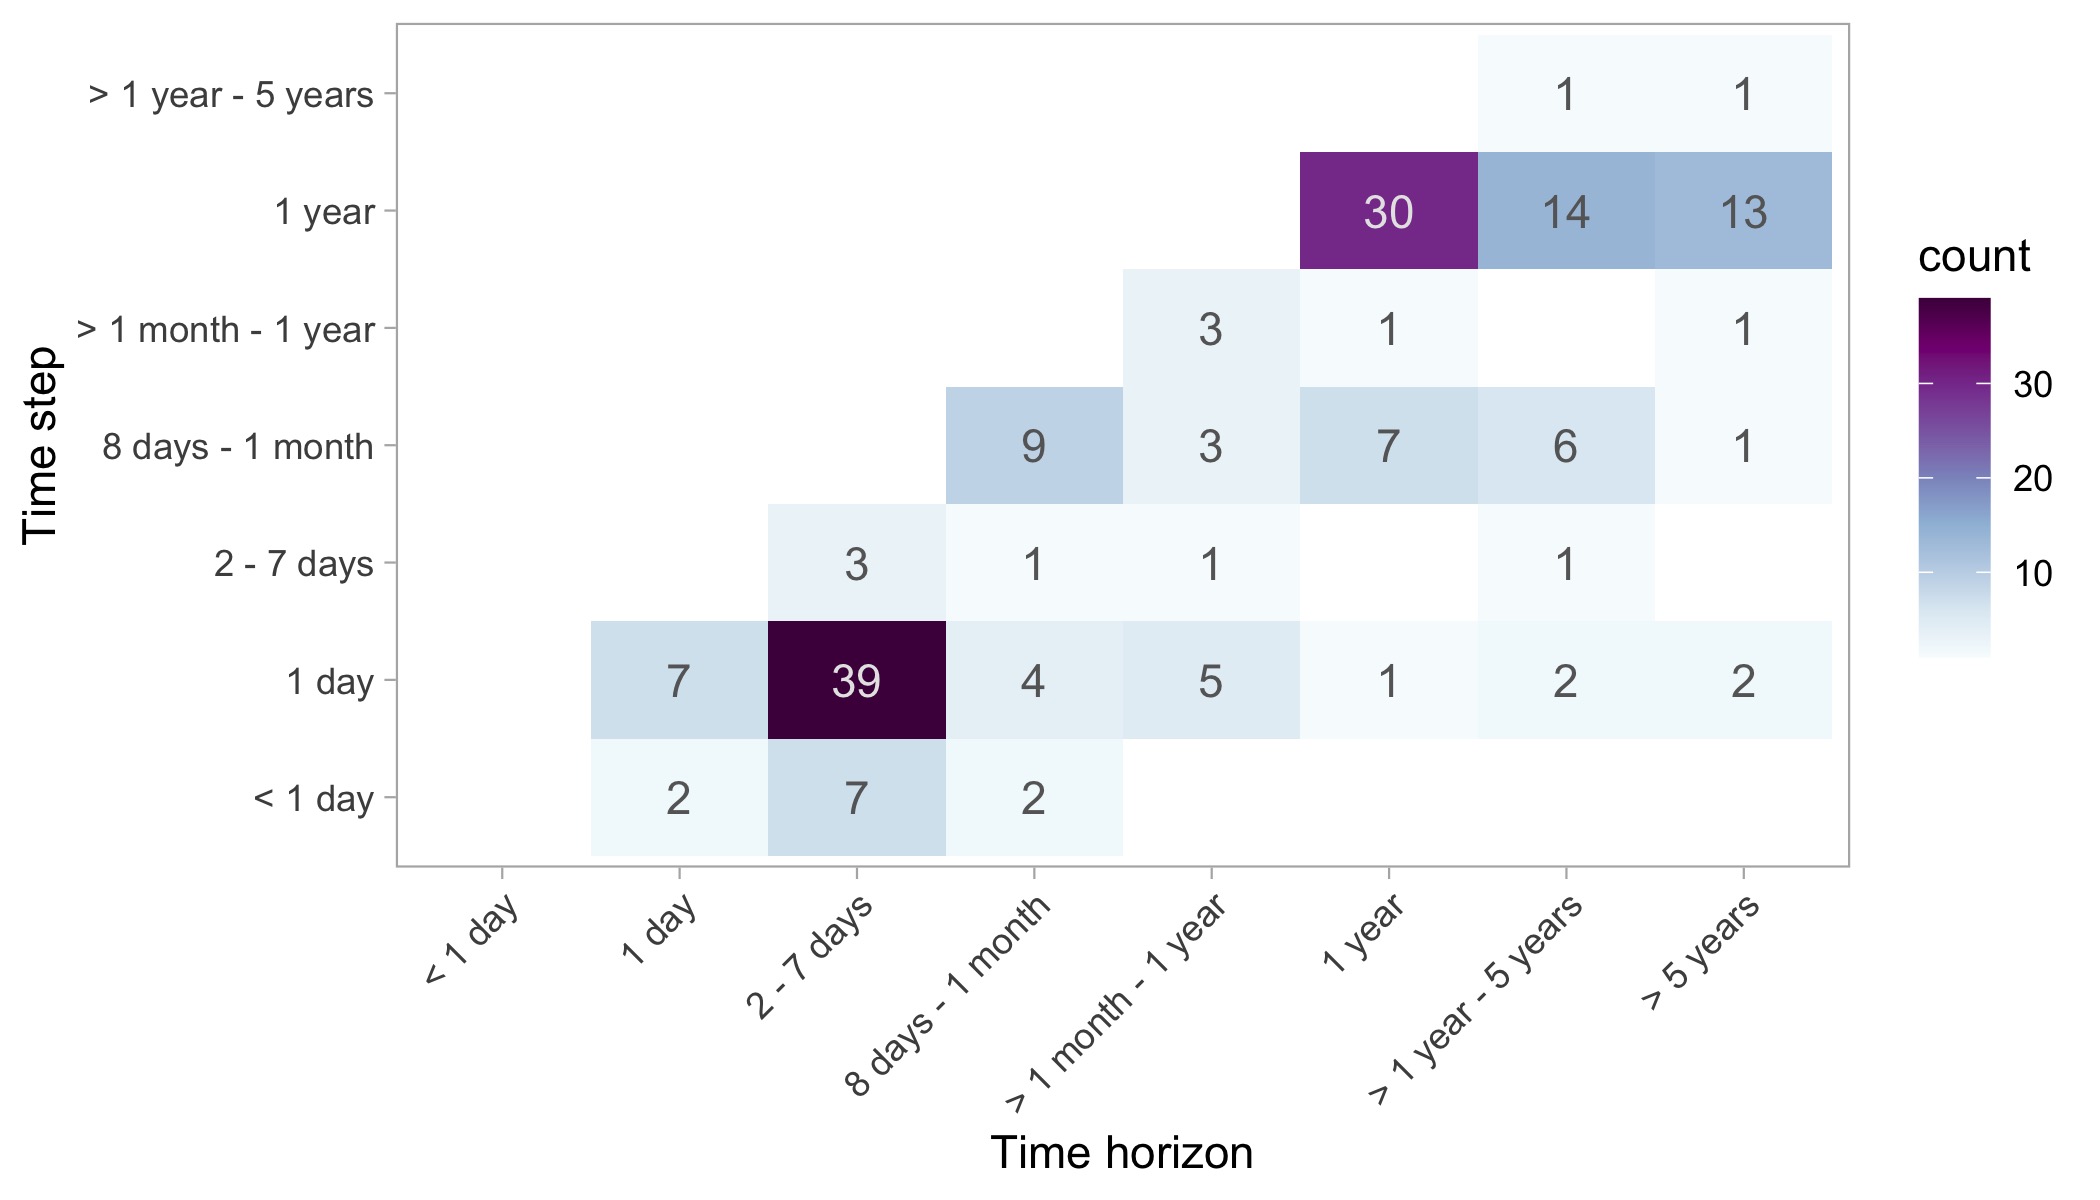 > 1 year - 5 years 1 1
1 year 30 14 13
> 1 month - 1 year 3 1 1
8 days - 1 month 9 3 7 6 1
2 - 7 days 3 1 1 1
1 day 7 39 4 5 1 2 2
< 1 day 2 7 2
Time step
< 1 day
1 day
2 - 7 days
8 days - 1 month
> 1 month - 1 year
1 year
> 1 year - 5 years
> 5 years
Time horizon
count
30
20
10